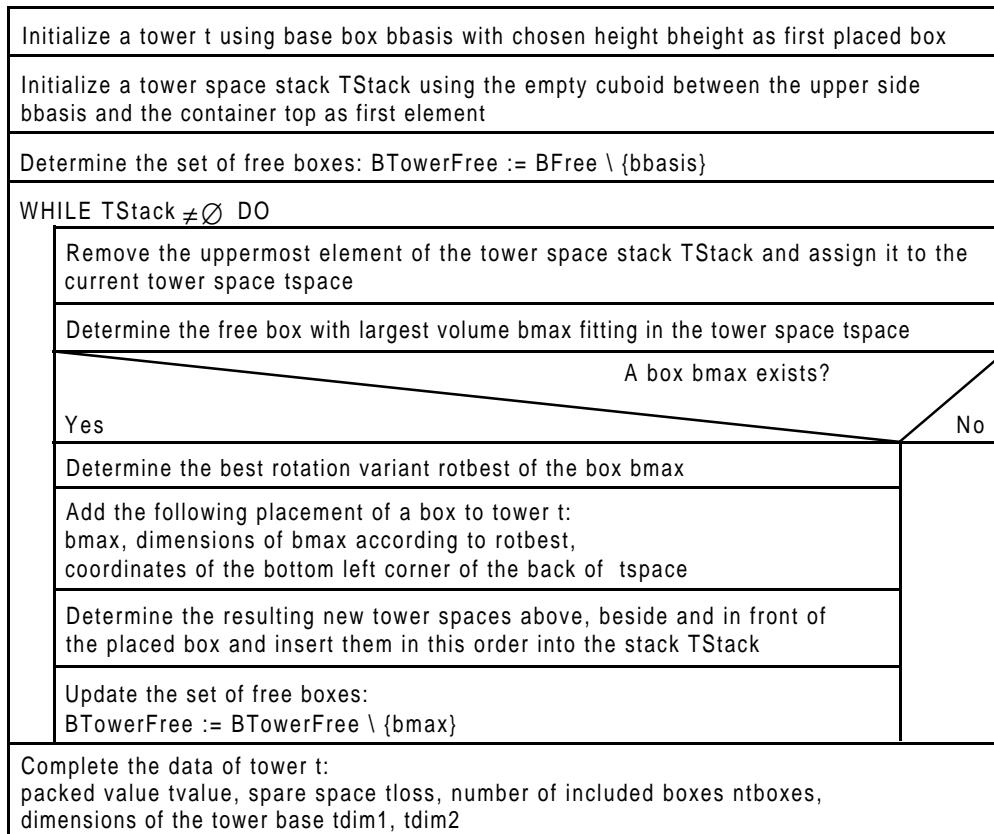 Initialize a tower t using base box bbasis with chosen height bheight as first placed box
Initialize a tower space stack TStack using the empty cuboid between the upper side
bbasis and the container top as first element
Determine the set of free boxes: BTowerFree := BFree \ {bbasis}
WHILE TStack ≠∅ DO
Remove the uppermost element of the tower space stack TStack and assign it to the
current tower space tspace
Determine the free box with largest volume bmax fitting in the tower space tspace
A box bmax exists?
Yes No
Determine the best rotation variant rotbest of the box bmax
Add the following placement of a box to tower t:
bmax, dimensions of bmax according to rotbest,
coordinates of the bottom left corner of the back of tspace
Determine the resulting new tower spaces above, beside and in front of
the placed box and insert them in this order into the stack TStack
Update the set of free boxes:
BTowerFree := BTowerFree \ {bmax}
Complete the data of tower t:
packed value tvalue, spare space tloss, number of included boxes ntboxes,
dimensions of the tower base tdim1, tdim2